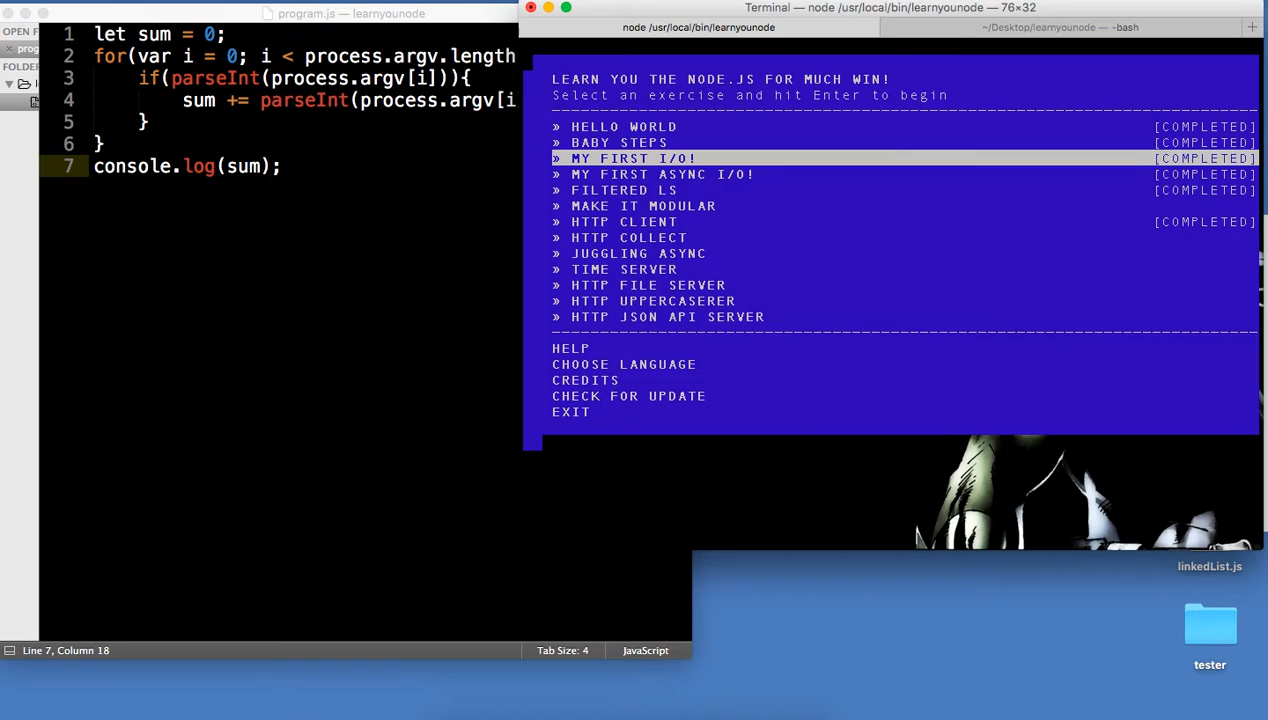 program.js — learnyounode
OPEN F
prog
FOLDER
1 let sum = 0;
2 for(var i = 0; i < process.argv.length
3 if(parseInt(process.argv[i])){
4 sum += parseInt(process.argv[i
5 }
6 }
7 console.log(sum);
Line 7, Column 18
Tab Size: 4
JavaScript
Terminal — node /usr/local/bin/learnyounode — 76×32
node /usr/local/bin/learnyounode
~/Desktop/learnyounode — -bash
LEARN YOU THE NODE.JS FOR MUCH WIN!
Select an exercise and hit Enter to begin
» HELLO WORLD [COMPLETED]
» BABY STEPS [COMPLETED]
» MY FIRST I/O! [COMPLETED]
» MY FIRST ASYNC I/O! [COMPLETED]
» FILTERED LS [COMPLETED]
» MAKE IT MODULAR
» HTTP CLIENT [COMPLETED]
» HTTP COLLECT
» JUGGLING ASYNC
» TIME SERVER
» HTTP FILE SERVER
» HTTP UPPERCASERER
» HTTP JSON API SERVER
HELP
CHOOSE LANGUAGE
CREDITS
CHECK FOR UPDATE
EXIT
linkedList.js
tester